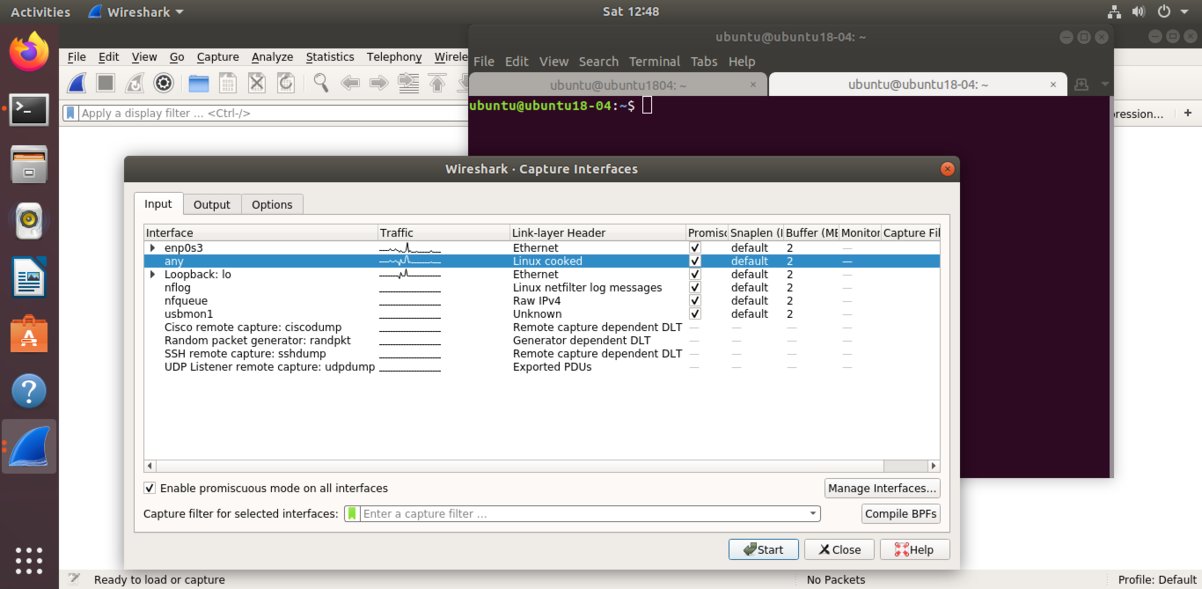 Activities Wireshark Sat 12:48
ubuntu@ubuntu18-04: ~
File Edit View Go Capture Analyze Statistics Telephony Wirele
File Edit View Search Terminal Tabs Help
ubuntu@ubuntu1804: ~ × ubuntu@ubuntu18-04: ~ ×
Apply a display filter ... <Ctrl-/>
ression... +
ubuntu@ubuntu18-04:~$
Wireshark · Capture Interfaces
Input Output Options
Interface Traffic Link-layer Header Promisc Snaplen ( Buffer (M Monitor Capture Fil
enp0s3 Ethernet default 2 —
any Linux cooked default 2 —
Loopback: lo Ethernet default 2 —
nflog Linux netfilter log messages default 2 —
nfqueue Raw IPv4 default 2 —
usbmon1 Unknown default 2 —
Cisco remote capture: ciscodump Remote capture dependent DLT — — — —
Random packet generator: randpkt Generator dependent DLT — — — —
SSH remote capture: sshdump Remote capture dependent DLT — — — —
UDP Listener remote capture: udpdump Exported PDUs — — — —
Enable promiscuous mode on all interfaces
Manage Interfaces...
Capture filter for selected interfaces: Enter a capture filter ... Compile BPFs
Start Close Help
Ready to load or capture No Packets Profile: Default